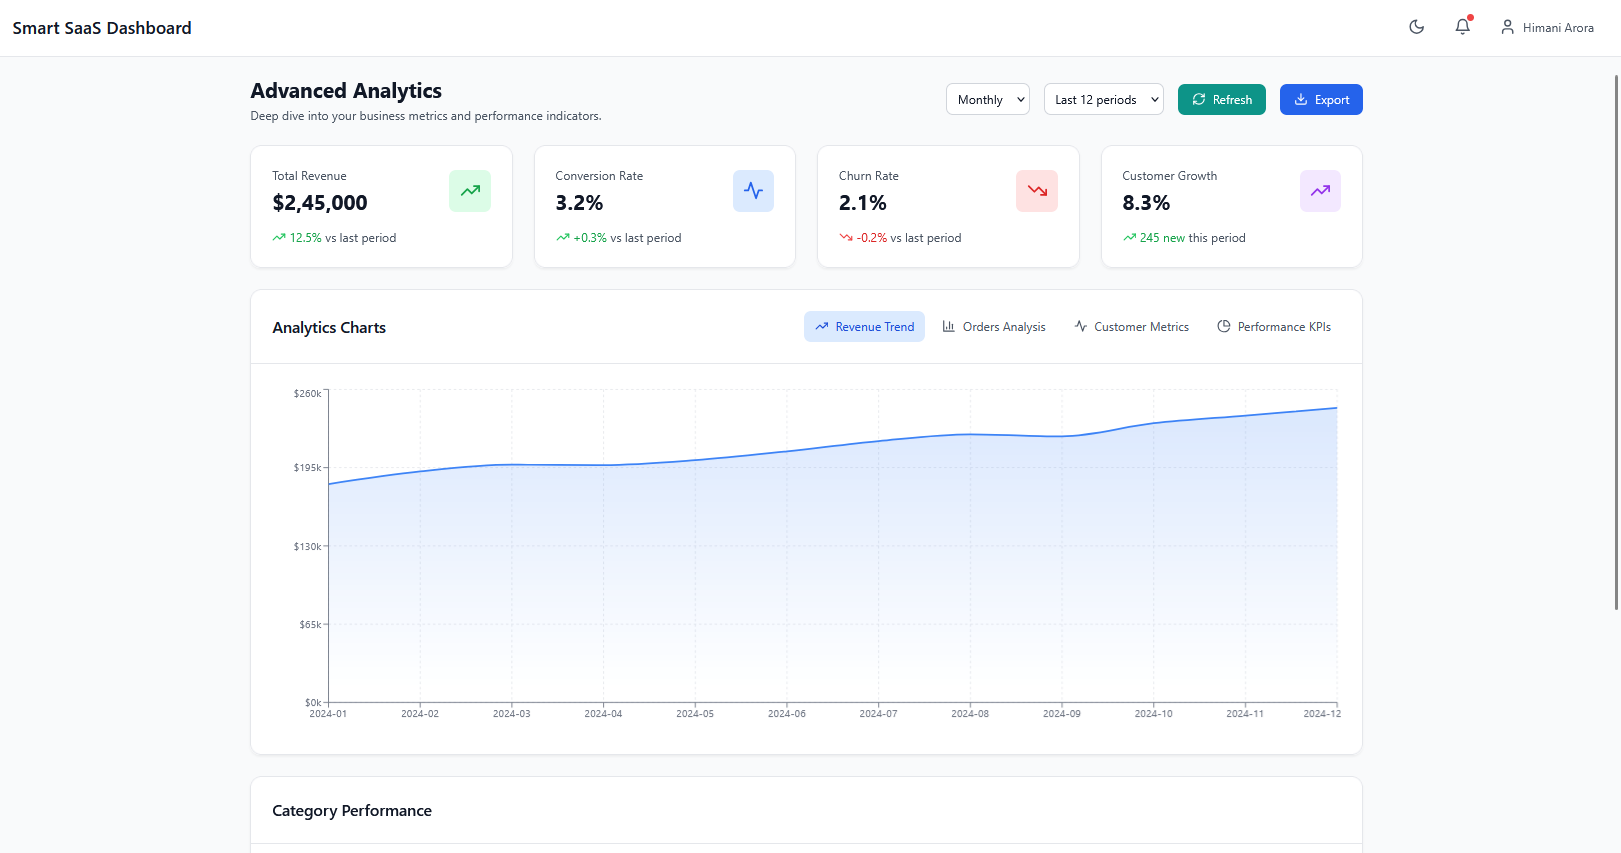 Smart SaaS Dashboard
Himani Arora
Advanced Analytics
Deep dive into your business metrics and performance indicators.
Monthly
Last 12 periods
Refresh
Export
Total Revenue
$2,45,000
12.5% vs last period
Conversion Rate
3.2%
+0.3% vs last period
Churn Rate
2.1%
-0.2% vs last period
Customer Growth
8.3%
245 new this period
Analytics Charts
Revenue Trend
Orders Analysis
Customer Metrics
Performance KPIs
$260k
$195k
$130k
$65k
$0k
2024-01 2024-02 2024-03 2024-04 2024-05 2024-06 2024-07 2024-08 2024-09 2024-10 2024-11 2024-12
Category Performance